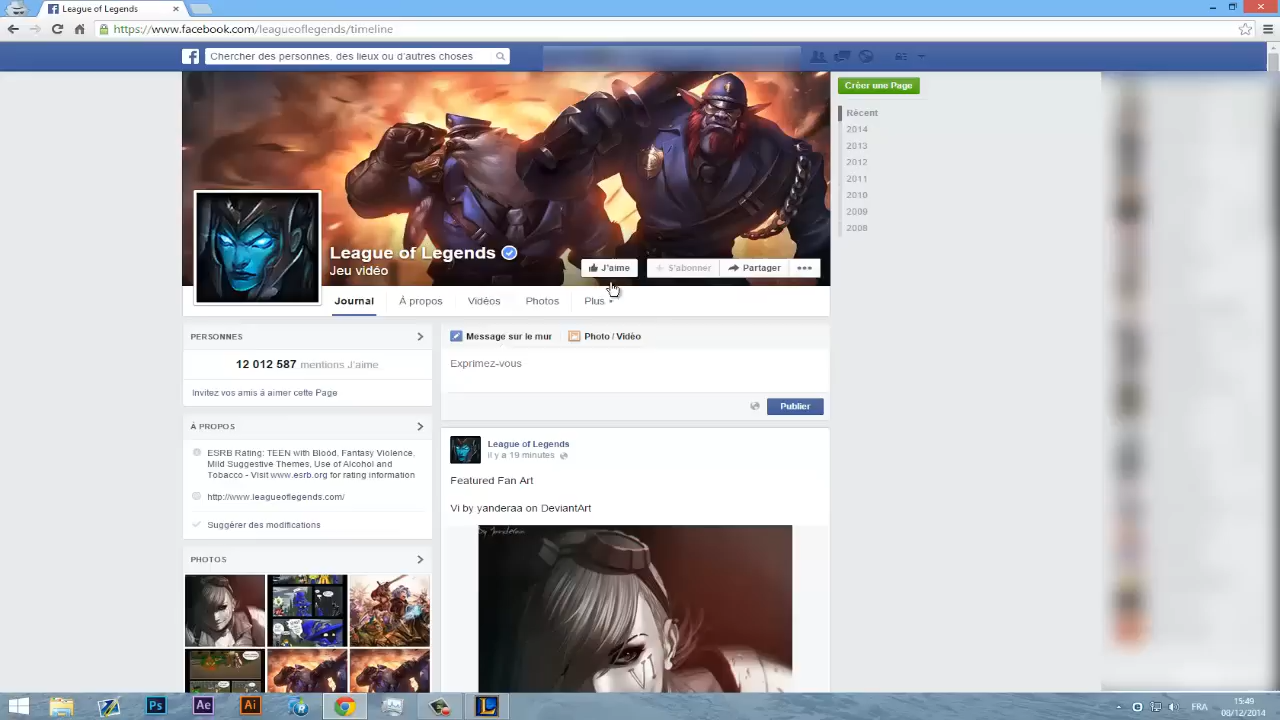 League of Legends
https://www.facebook.com/leagueoflegends/timeline
Chercher des personnes, des lieux ou d'autres choses
Créer une Page
Récent
2014
2013
2012
2011
2010
2009
2008
League of Legends
Jeu vidéo
J'aime
S'abonner
Partager
Journal
À propos
Vidéos
Photos
Plus
PERSONNES
12 012 587 mentions J'aime
Invitez vos amis à aimer cette Page
À PROPOS
ESRB Rating: TEEN with Blood, Fantasy Violence,
Mild Suggestive Themes, Use of Alcohol and
Tobacco - Visit www.esrb.org for rating information
http://www.leagueoflegends.com/
Suggérer des modifications
PHOTOS
Message sur le mur
Photo / Vidéo
Exprimez-vous
Publier
League of Legends
il y a 19 minutes
Featured Fan Art
Vi by yanderaa on DeviantArt
Ps
Ae
Ai
L
FR
15:49
08/12/2014